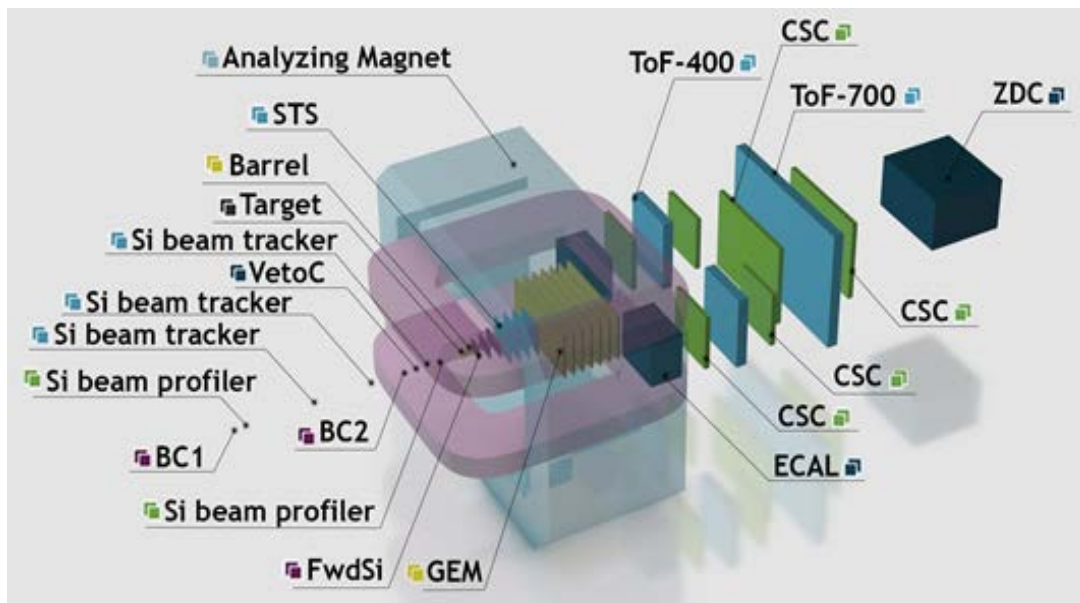 CSC
Analyzing Magnet
ToF-400
ToF-700
ZDC
STS
Barrel
Target
Si beam tracker
VetoC
Si beam tracker
Si beam tracker
Si beam profiler
BC1
BC2
CSC
CSC
CSC
ECAL
Si beam profiler
FwdSi
GEM